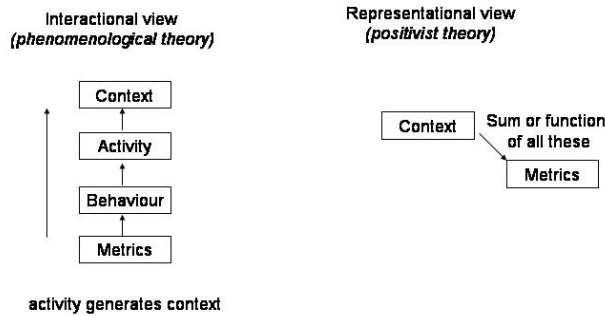 Interactional view
(phenomenological theory)
Context
Activity
Behaviour
Metrics
activity generates context
Representational view
(positivist theory)
Context
Sum or function
of all these
Metrics